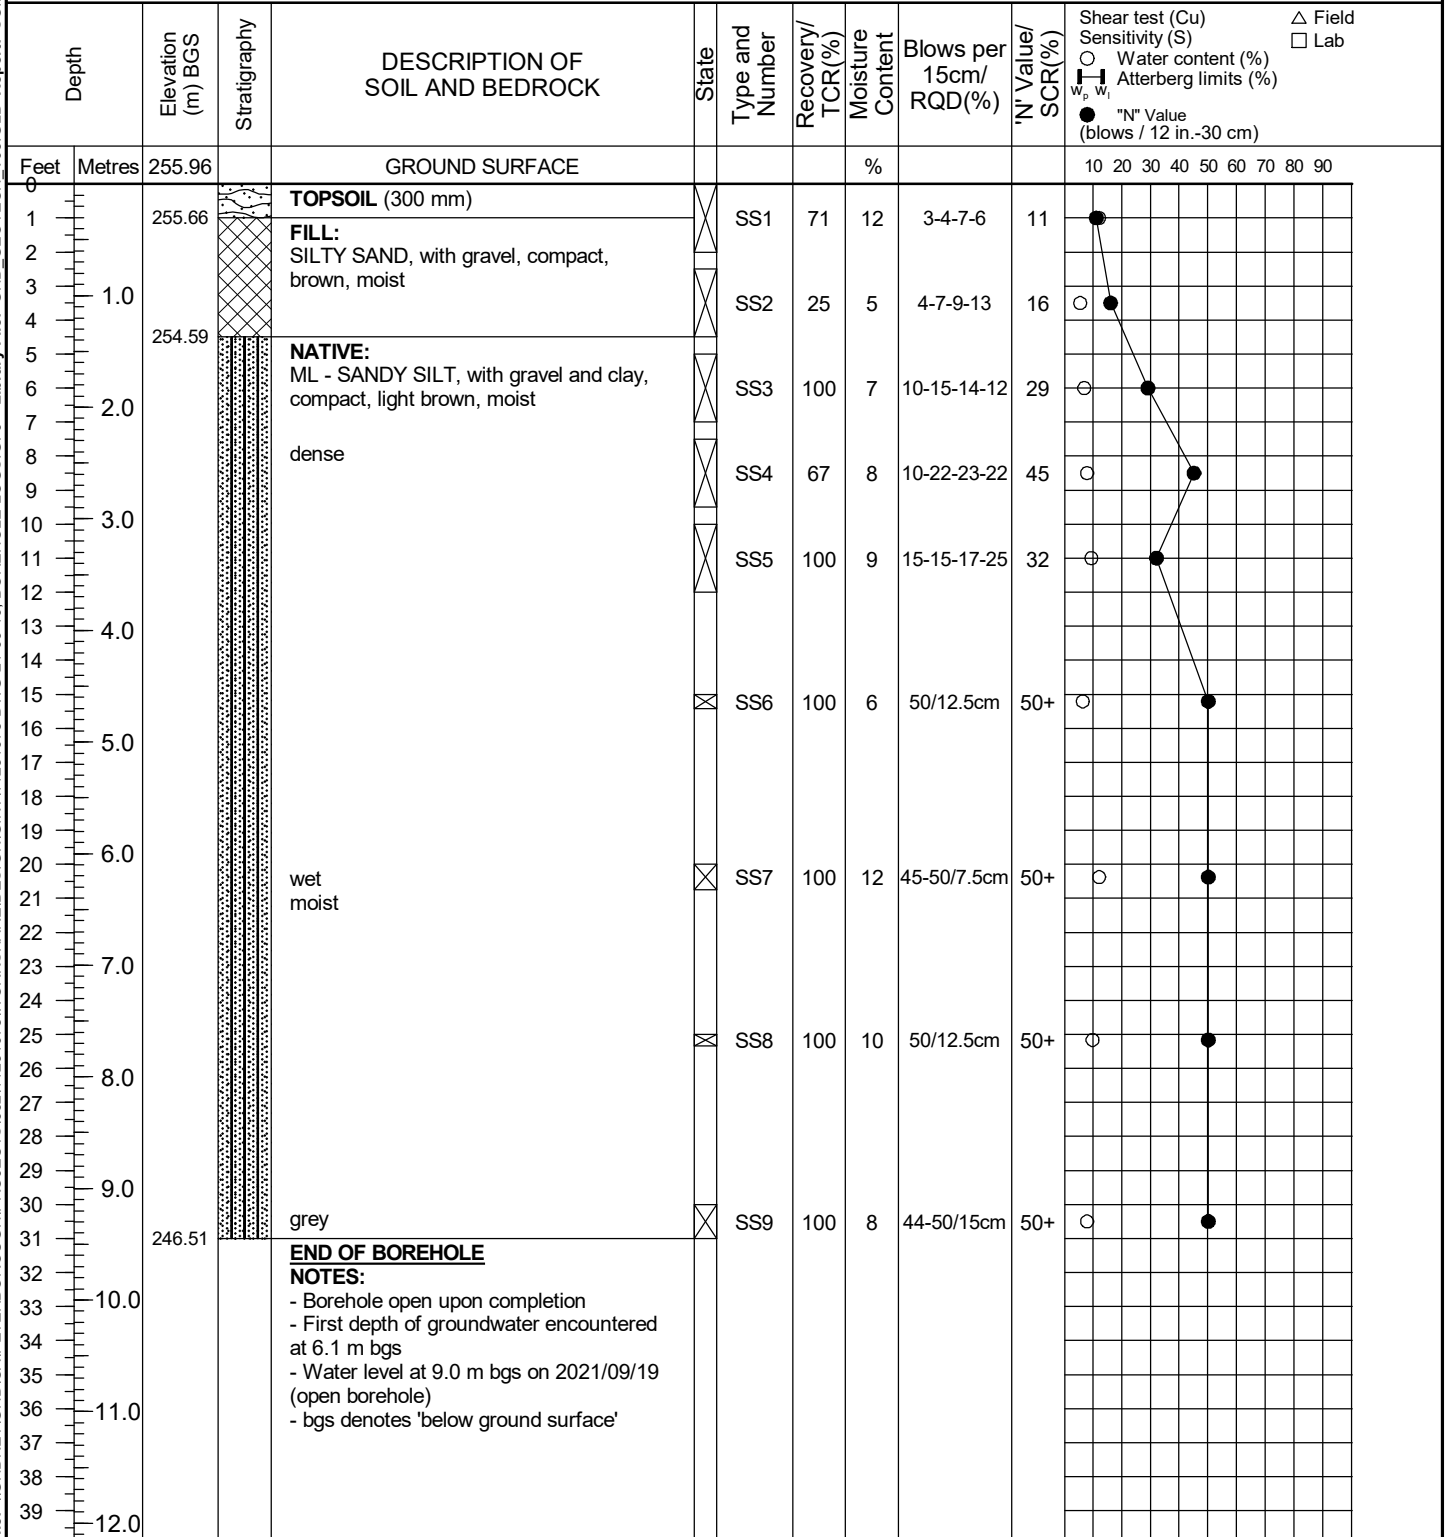 Depth
Elevation
(m) BGS
Stratigraphy
DESCRIPTION OF
SOIL AND BEDROCK
State
Type and
Number
Recovery/
TCR(%)
Moisture
Content
Blows per
15cm/
RQD(%)
'N' Value/
SCR(%)
Shear test (Cu)
Sensitivity (S)
△ Field
□ Lab
○ Water content (%)
Atterberg limits (%)
wp wl
● "N" Value
(blows / 12 in.-30 cm)
Feet Metres 255.96 GROUND SURFACE % 10 20 30 40 50 60 70 80 90
0
TOPSOIL (300 mm)
1 255.66 SS1 71 12 3-4-7-6 11
FILL:
2 SILTY SAND, with gravel, compact,
brown, moist
3 1.0 SS2 25 5 4-7-9-13 16
4 254.59
5 NATIVE:
ML - SANDY SILT, with gravel and clay,
6 SS3 100 7 10-15-14-12 29
compact, light brown, moist
2.0
7
8 dense
SS4 67 8 10-22-23-22 45
9
10 3.0
11 SS5 100 9 15-15-17-25 32
12
13 4.0
14
15 SS6 100 6 50/12.5cm 50+
16
5.0
17
18
19
6.0
20 wet SS7 100 12 45-50/7.5cm 50+
21 moist
22
23 7.0
24
25 SS8 100 10 50/12.5cm 50+
26
8.0
27
28
29
9.0
30 grey SS9 100 8 44-50/15cm 50+
31 246.51
END OF BOREHOLE
32 NOTES:
33 10.0 - Borehole open upon completion
- First depth of groundwater encountered
34 at 6.1 m bgs
35 - Water level at 9.0 m bgs on 2021/09/19
(open borehole)
36 11.0 - bgs denotes 'below ground surface'
37
38
39
12.0